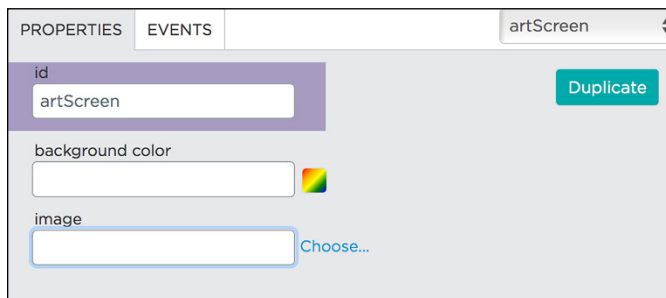 PROPERTIES EVENTS artScreen
id
artScreen
Duplicate
background color
image
Choose...